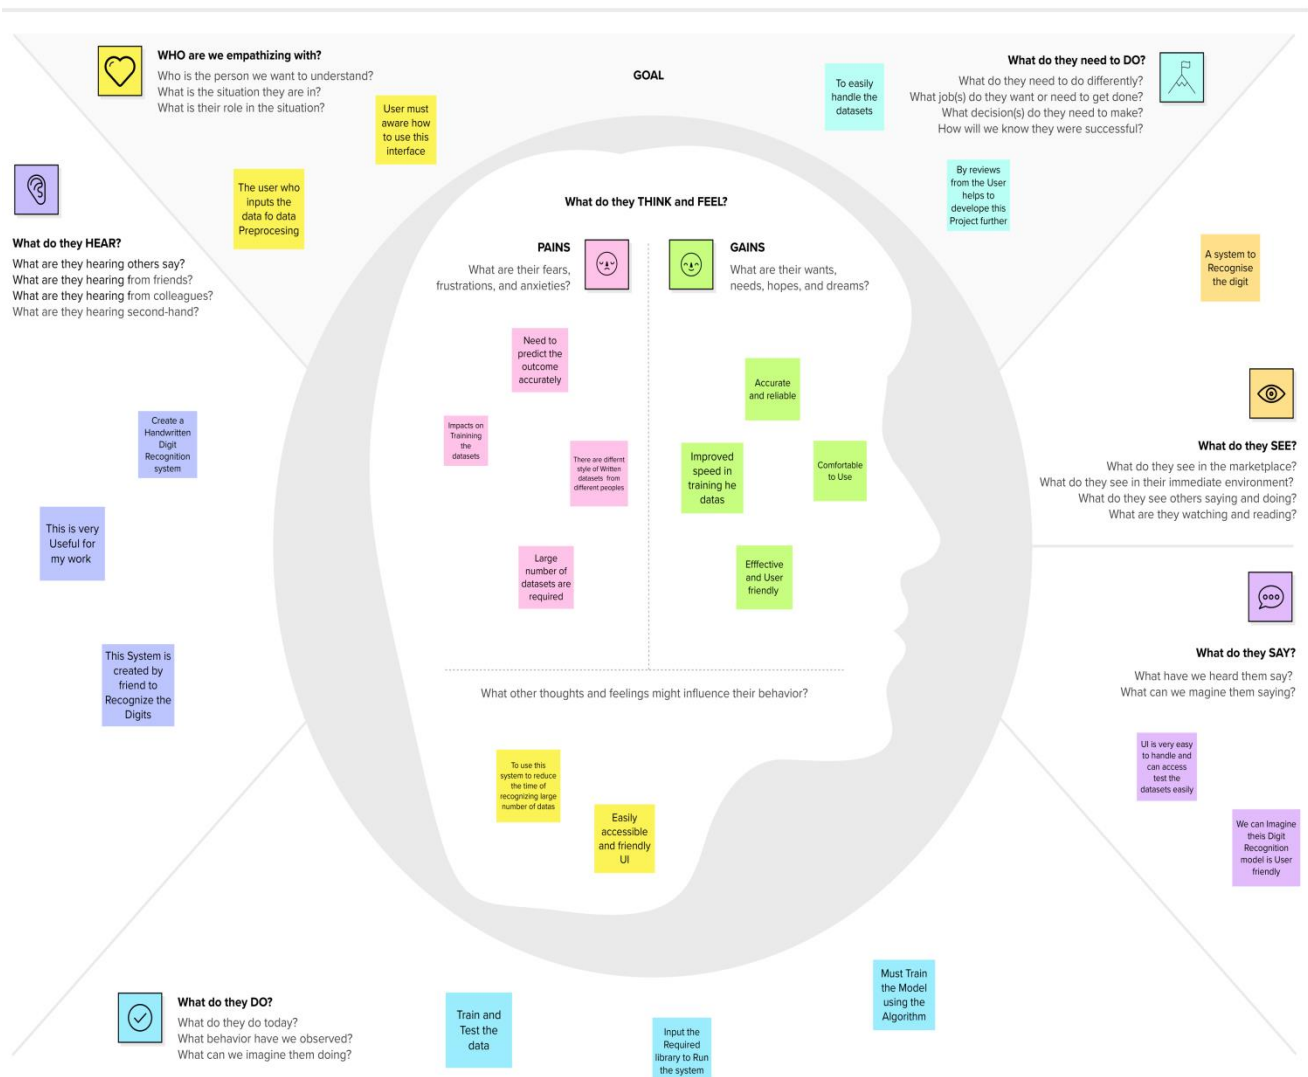 WHO are we empathizing with?
Who is the person we want to understand?
What is the situation they are in?
What is their role in the situation?
User must
aware how
to use this
interface
The user who
inputs the
data fo data
Preprocesing
GOAL
To easily
handle the
datasets
What do they need to DO?
What do they need to do differently?
What job(s) do they want or need to get done?
What decision(s) do they need to make?
How will we know they were successful?
By reviews
from the User
helps to
develope this
Project further
What do they HEAR?
What are they hearing others say?
What are they hearing from friends?
What are they hearing from colleagues?
What are they hearing second-hand?
Create a
Handwritten
Digit
Recognition
system
This is very
Useful for
my work
This System is
created by
friend to
Recognize the
Digits
What do they THINK and FEEL?
PAINS
What are their fears,
frustrations, and anxieties?
Need to
predict the
outcome
accurately
Impacts on
Trainining
the
datasets
There are differnt
style of Written
datasets from
different peoples
Large
number of
datasets are
required
GAINS
What are their wants,
needs, hopes, and dreams?
Accurate
and reliable
Improved
speed in
training he
datas
Comfortable
to Use
Efffective
and User
friendly
What other thoughts and feelings might influence their behavior?
To use this
system to reduce
the time of
recognizing large
number of datas
Easily
accessible
and friendly
UI
A system to
Recognise
the digit
What do they SEE?
What do they see in the marketplace?
What do they see in their immediate environment?
What do they see others saying and doing?
What are they watching and reading?
What do they SAY?
What have we heard them say?
What can we magine them saying?
UI is very easy
to handle and
can access
test the
datasets easily
We can Imagine
theis Digit
Recognition
model is User
friendly
What do they DO?
What do they do today?
What behavior have we observed?
What can we imagine them doing?
Train and
Test the
data
Input the
Required
library to Run
the system
Must Train
the Model
using the
Algorithm